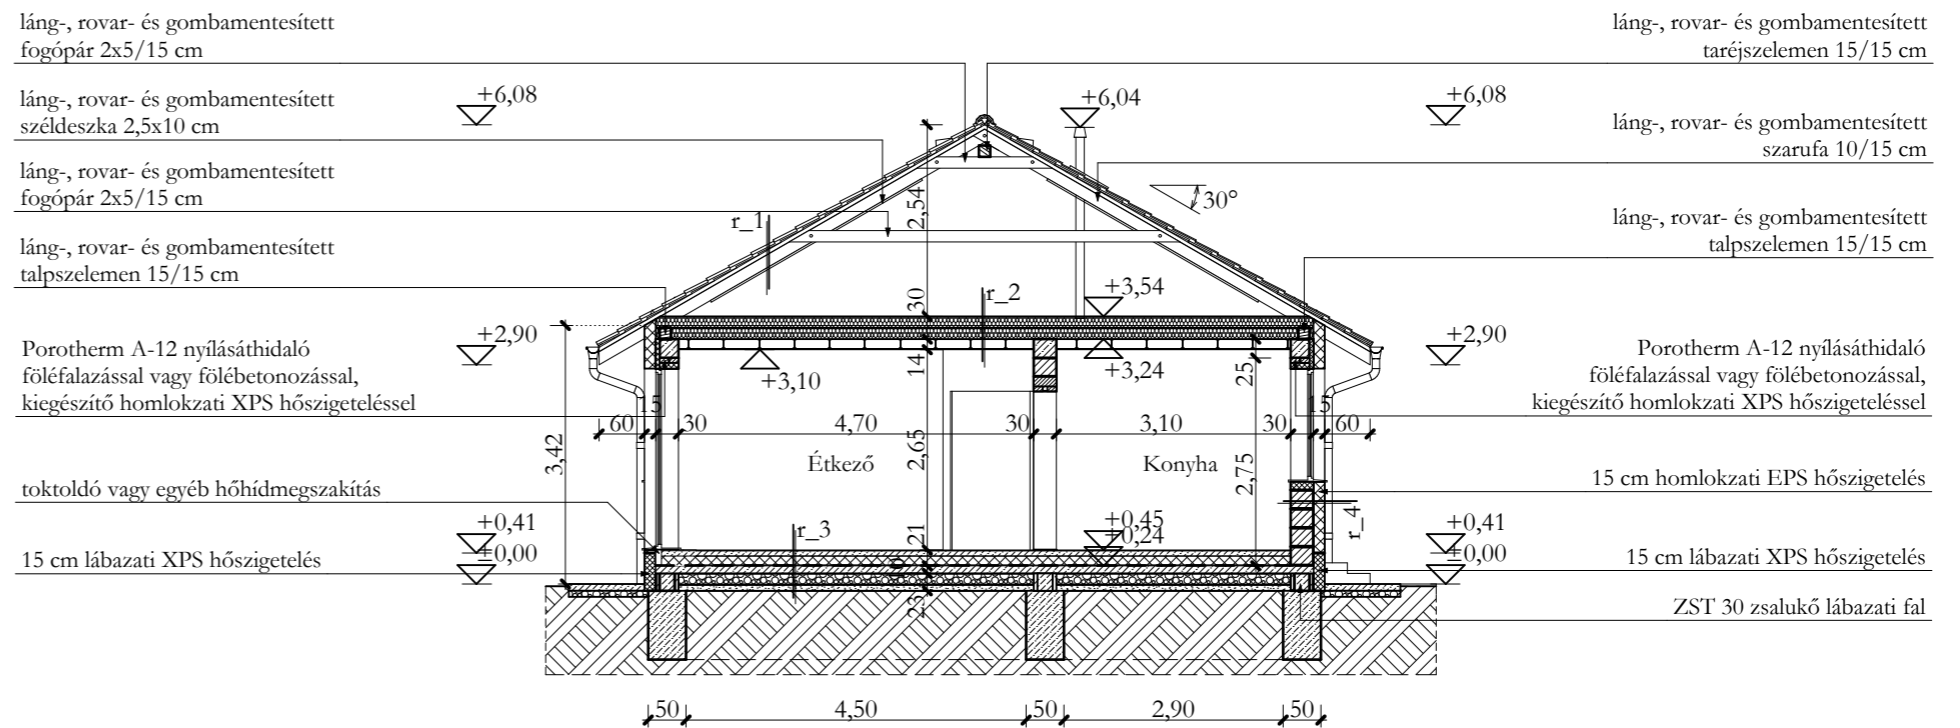 láng-, rovar- és gombamentesített
fogópár 2x5/15 cm
láng-, rovar- és gombamentesített
széldeszka 2,5x10 cm
láng-, rovar- és gombamentesített
fogópár 2x5/15 cm
láng-, rovar- és gombamentesített
talpszelemen 15/15 cm
Porotherm A-12 nyílásáthidaló
föléfalazással vagy fölébetonozással,
kiegészítő homlokzati XPS hőszigeteléssel
toktoldó vagy egyéb hőhídmegszakítás
15 cm lábazati XPS hőszigetelés
+6,08
+2,90
+0,41
±0,00
3,42
+6,04
2,54
30°
r_1
30
r_2
+3,54
14
+3,10
+3,24
25
60
15
30
4,70
30
3,10
30
15
60
Étkező
2,65
Konyha
2,75
r_3
21
+0,45
+0,24
r_4
10
23
50
4,50
50
2,90
50
láng-, rovar- és gombamentesített
taréjszelemen 15/15 cm
+6,08
láng-, rovar- és gombamentesített
szarufa 10/15 cm
láng-, rovar- és gombamentesített
talpszelemen 15/15 cm
+2,90
Porotherm A-12 nyílásáthidaló
föléfalazással vagy fölébetonozással,
kiegészítő homlokzati XPS hőszigeteléssel
15 cm homlokzati EPS hőszigetelés
+0,41
±0,00
15 cm lábazati XPS hőszigetelés
ZST 30 zsalukő lábazati fal